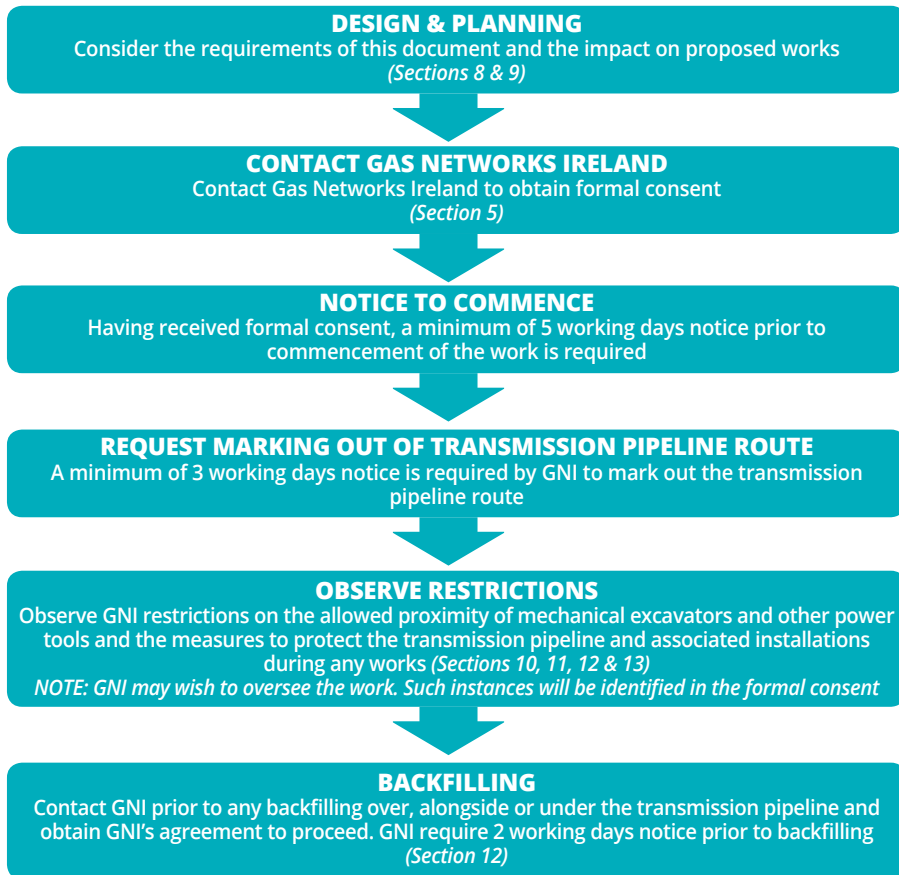 DESIGN & PLANNING
Consider the requirements of this document and the impact on proposed works
(Sections 8 & 9)
CONTACT GAS NETWORKS IRELAND
Contact Gas Networks Ireland to obtain formal consent
(Section 5)
NOTICE TO COMMENCE
Having received formal consent, a minimum of 5 working days notice prior to
commencement of the work is required
REQUEST MARKING OUT OF TRANSMISSION PIPELINE ROUTE
A minimum of 3 working days notice is required by GNI to mark out the transmission
pipeline route
OBSERVE RESTRICTIONS
Observe GNI restrictions on the allowed proximity of mechanical excavators and other power
tools and the measures to protect the transmission pipeline and associated installations
during any works (Sections 10, 11, 12 & 13)
NOTE: GNI may wish to oversee the work. Such instances will be identified in the formal consent
BACKFILLING
Contact GNI prior to any backfilling over, alongside or under the transmission pipeline and
obtain GNI's agreement to proceed. GNI require 2 working days notice prior to backfilling
(Section 12)